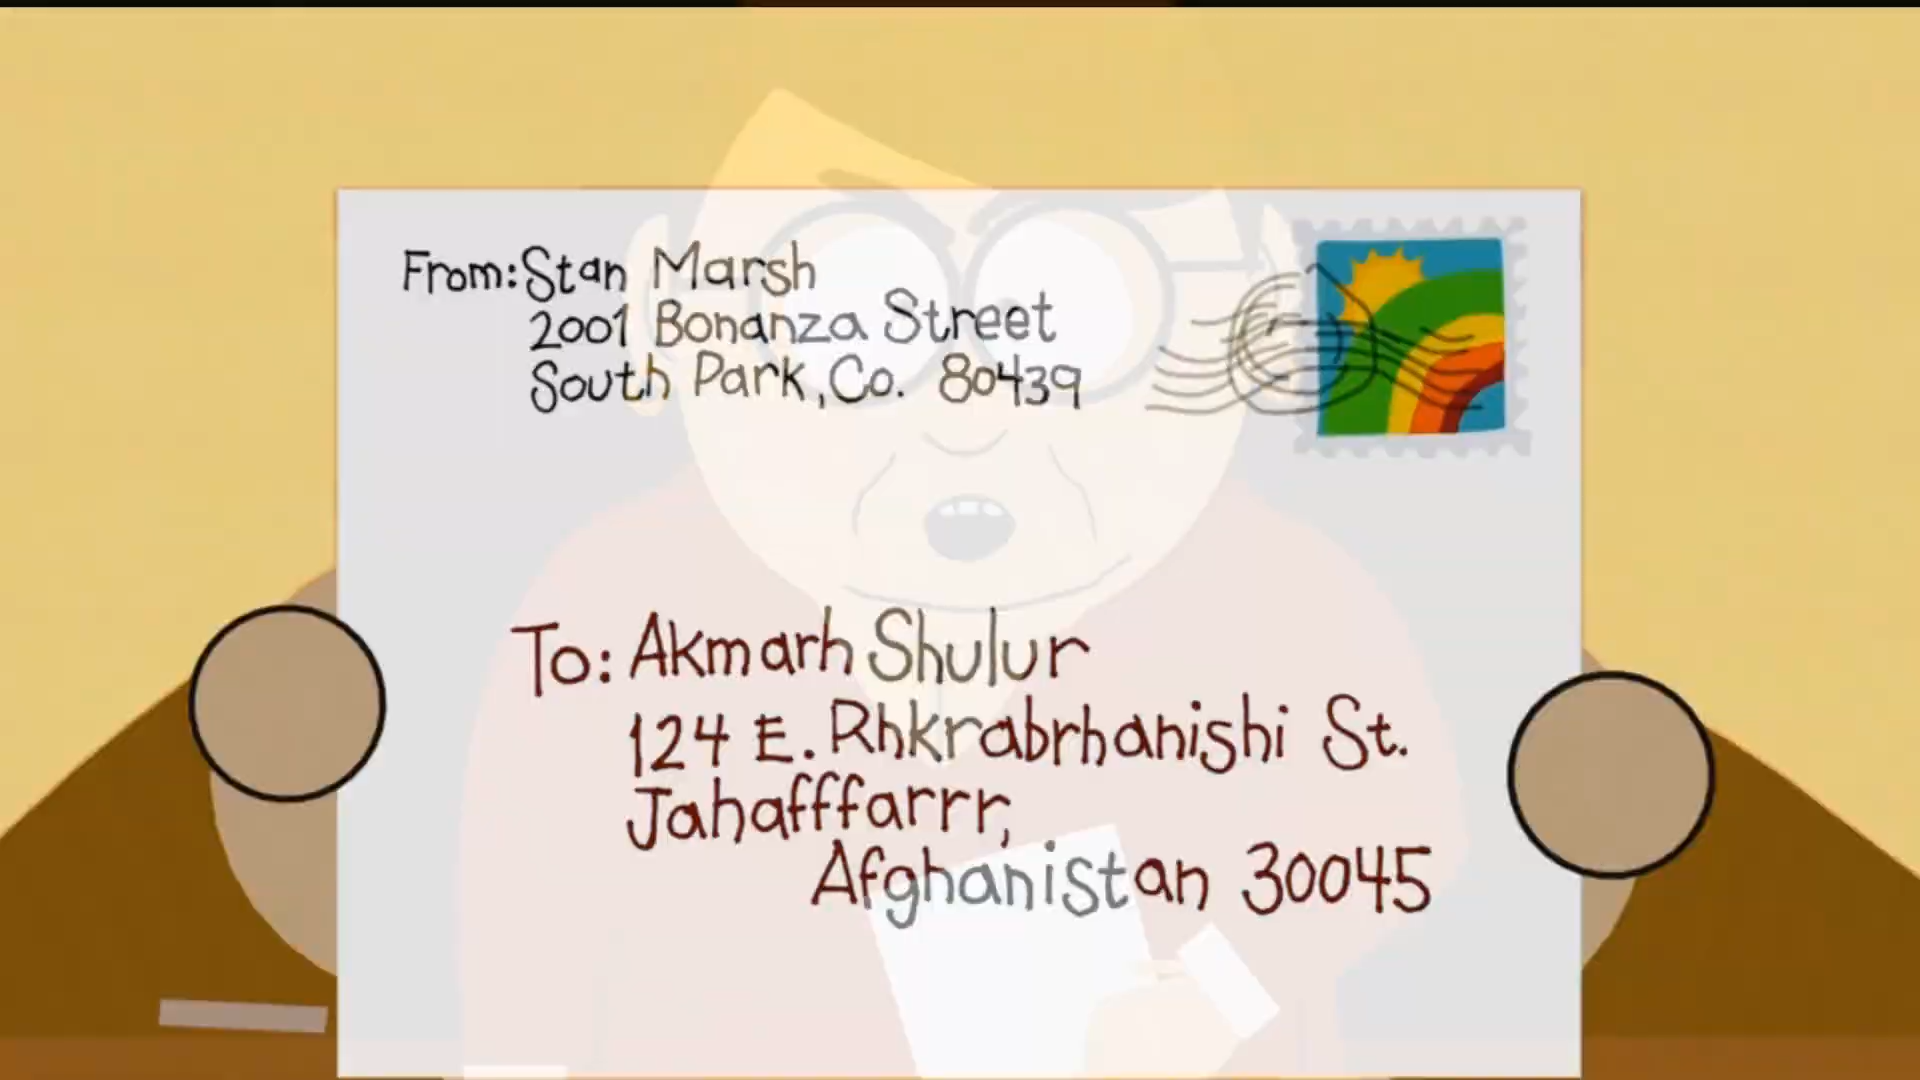 From: Stan Marsh
2001 Bonanza Street
South Park, Co. 80439
To: Akmarh Shulur
124 E. Rhkrabrhanishi St.
Jahafffarrr,
Afghanistan 30045